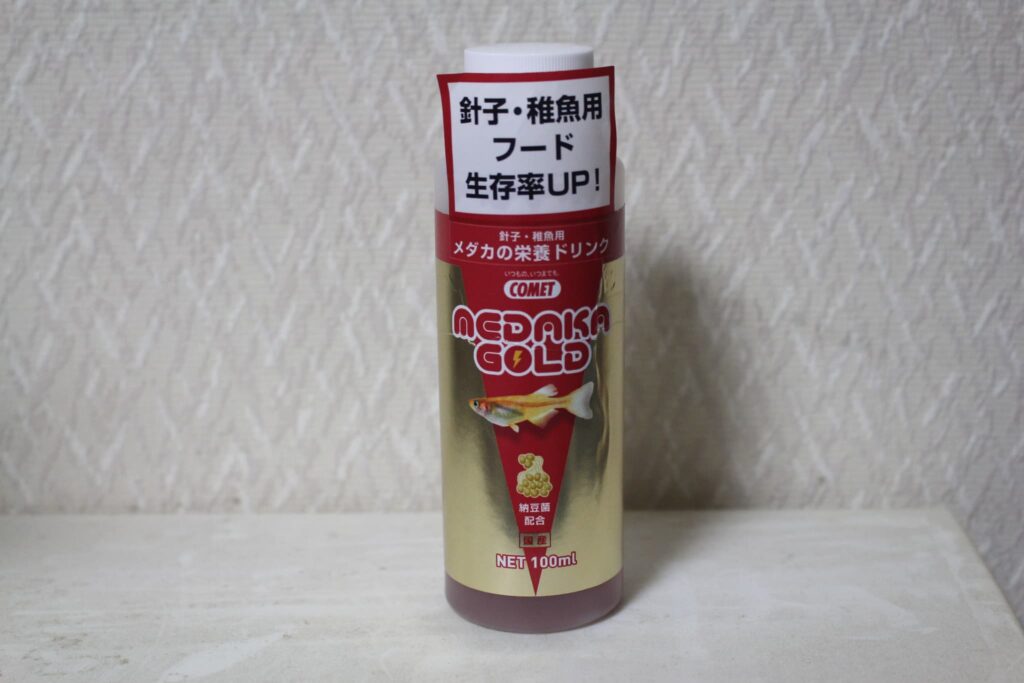 針子・稚魚用
フード
生存率UP!
針子・稚魚用
メダカの栄養ドリンク
いつもの、いつまでも。
COMET
MEDAKA
GOLD
納豆菌
配合
国産
NET 100ml